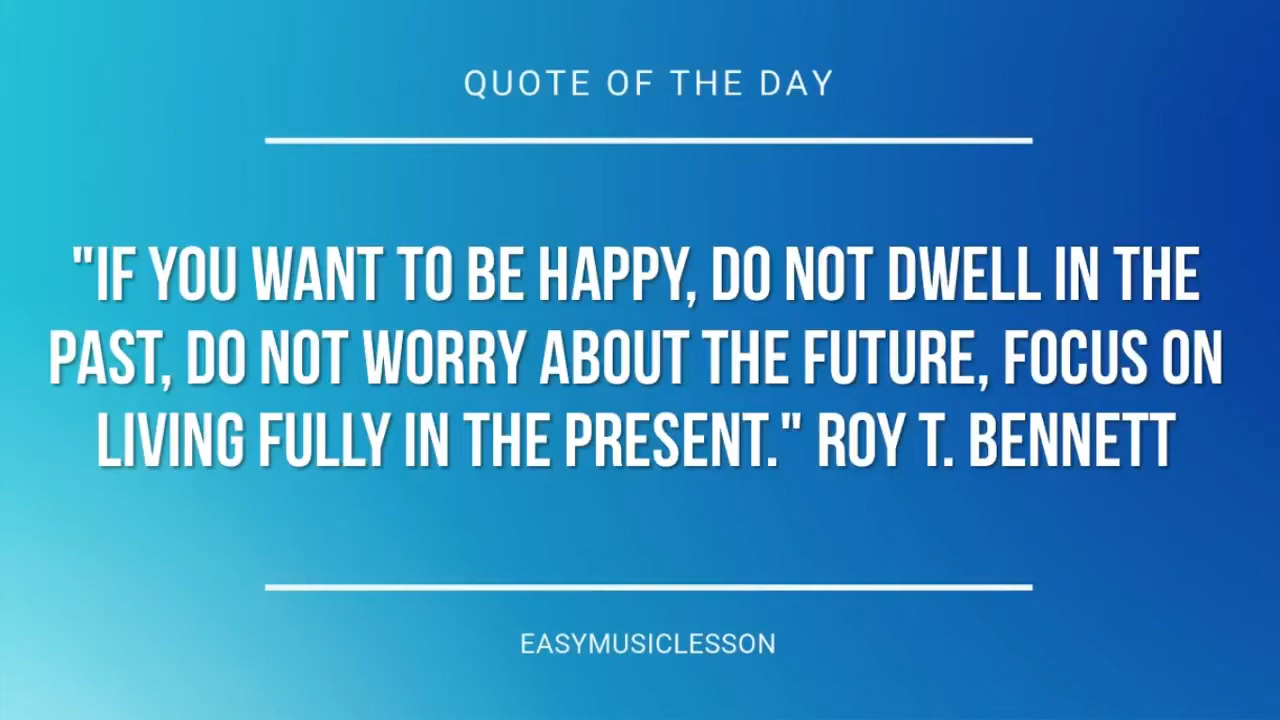 QUOTE OF THE DAY
"IF YOU WANT TO BE HAPPY, DO NOT DWELL IN THE
PAST, DO NOT WORRY ABOUT THE FUTURE, FOCUS ON
LIVING FULLY IN THE PRESENT." ROY T. BENNETT
EASYMUSICLESSON